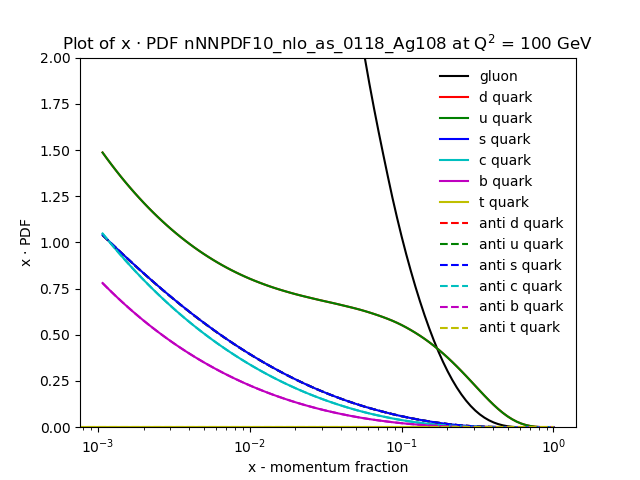 Plot of x · PDF nNNPDF10_nlo_as_0118_Ag108 at Q² = 100 GeV
2.00
1.75
1.50
1.25
1.00
0.75
0.50
0.25
0.00
x · PDF
gluon
d quark
u quark
s quark
c quark
b quark
t quark
anti d quark
anti u quark
anti s quark
anti c quark
anti b quark
anti t quark
10⁻³ 10⁻² 10⁻¹ 10⁰
x - momentum fraction